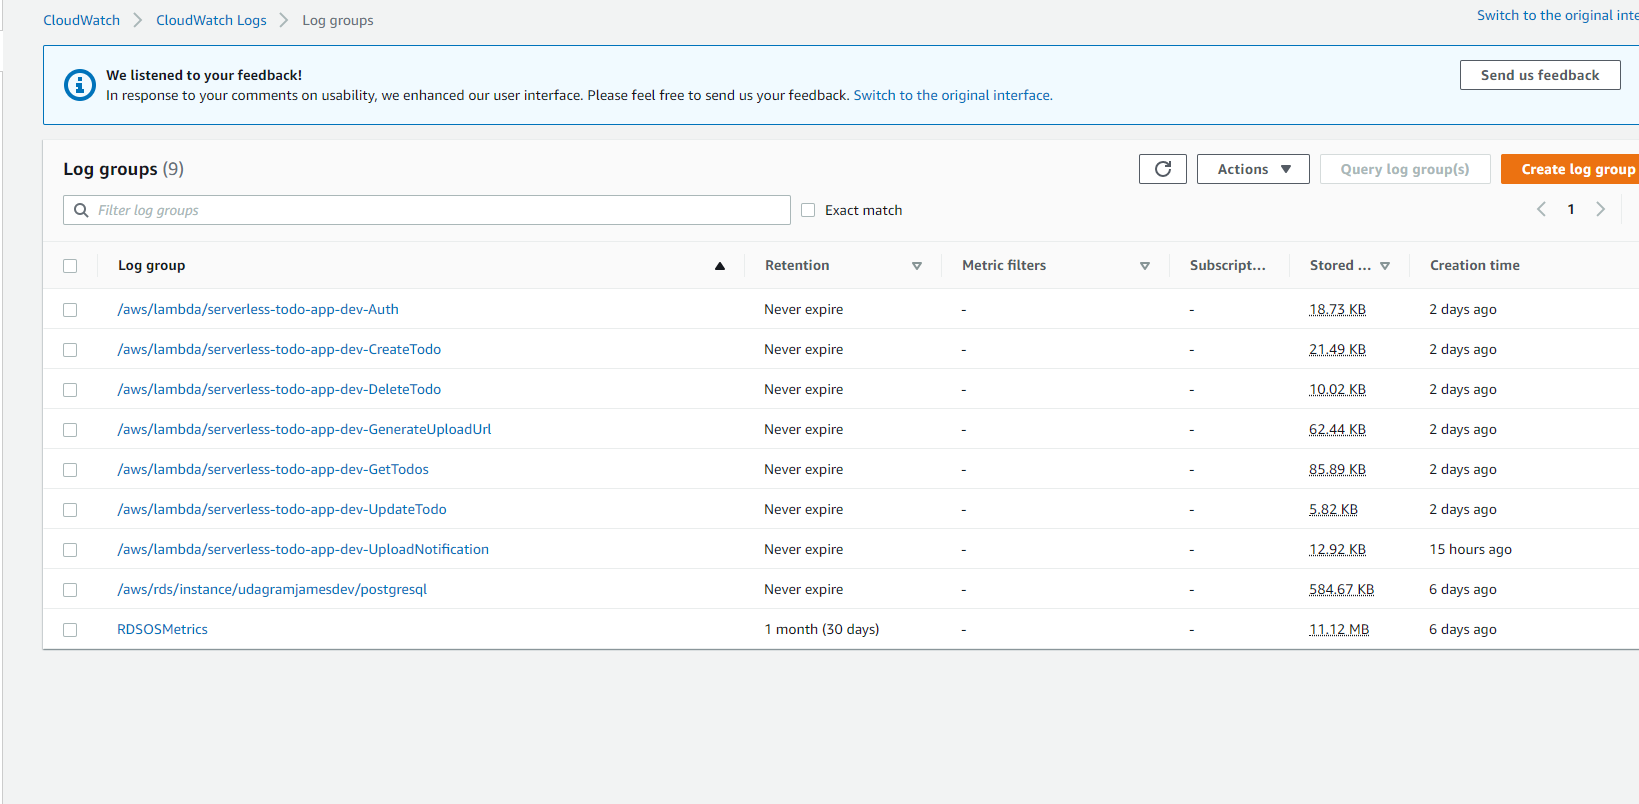 CloudWatch > CloudWatch Logs > Log groups
Switch to the original inte
We listened to your feedback!
In response to your comments on usability, we enhanced our user interface. Please feel free to send us your feedback. Switch to the original interface.
Send us feedback
Log groups (9)
Actions
Query log group(s)
Create log group
Filter log groups
Exact match
1
Log group Retention Metric filters Subscript... Stored ... Creation time
/aws/lambda/serverless-todo-app-dev-Auth Never expire - - 18.73 KB 2 days ago
/aws/lambda/serverless-todo-app-dev-CreateTodo Never expire - - 21.49 KB 2 days ago
/aws/lambda/serverless-todo-app-dev-DeleteTodo Never expire - - 10.02 KB 2 days ago
/aws/lambda/serverless-todo-app-dev-GenerateUploadUrl Never expire - - 62.44 KB 2 days ago
/aws/lambda/serverless-todo-app-dev-GetTodos Never expire - - 85.89 KB 2 days ago
/aws/lambda/serverless-todo-app-dev-UpdateTodo Never expire - - 5.82 KB 2 days ago
/aws/lambda/serverless-todo-app-dev-UploadNotification Never expire - - 12.92 KB 15 hours ago
/aws/rds/instance/udagramjamesdev/postgresql Never expire - - 584.67 KB 6 days ago
RDSOSMetrics 1 month (30 days) - - 11.12 MB 6 days ago